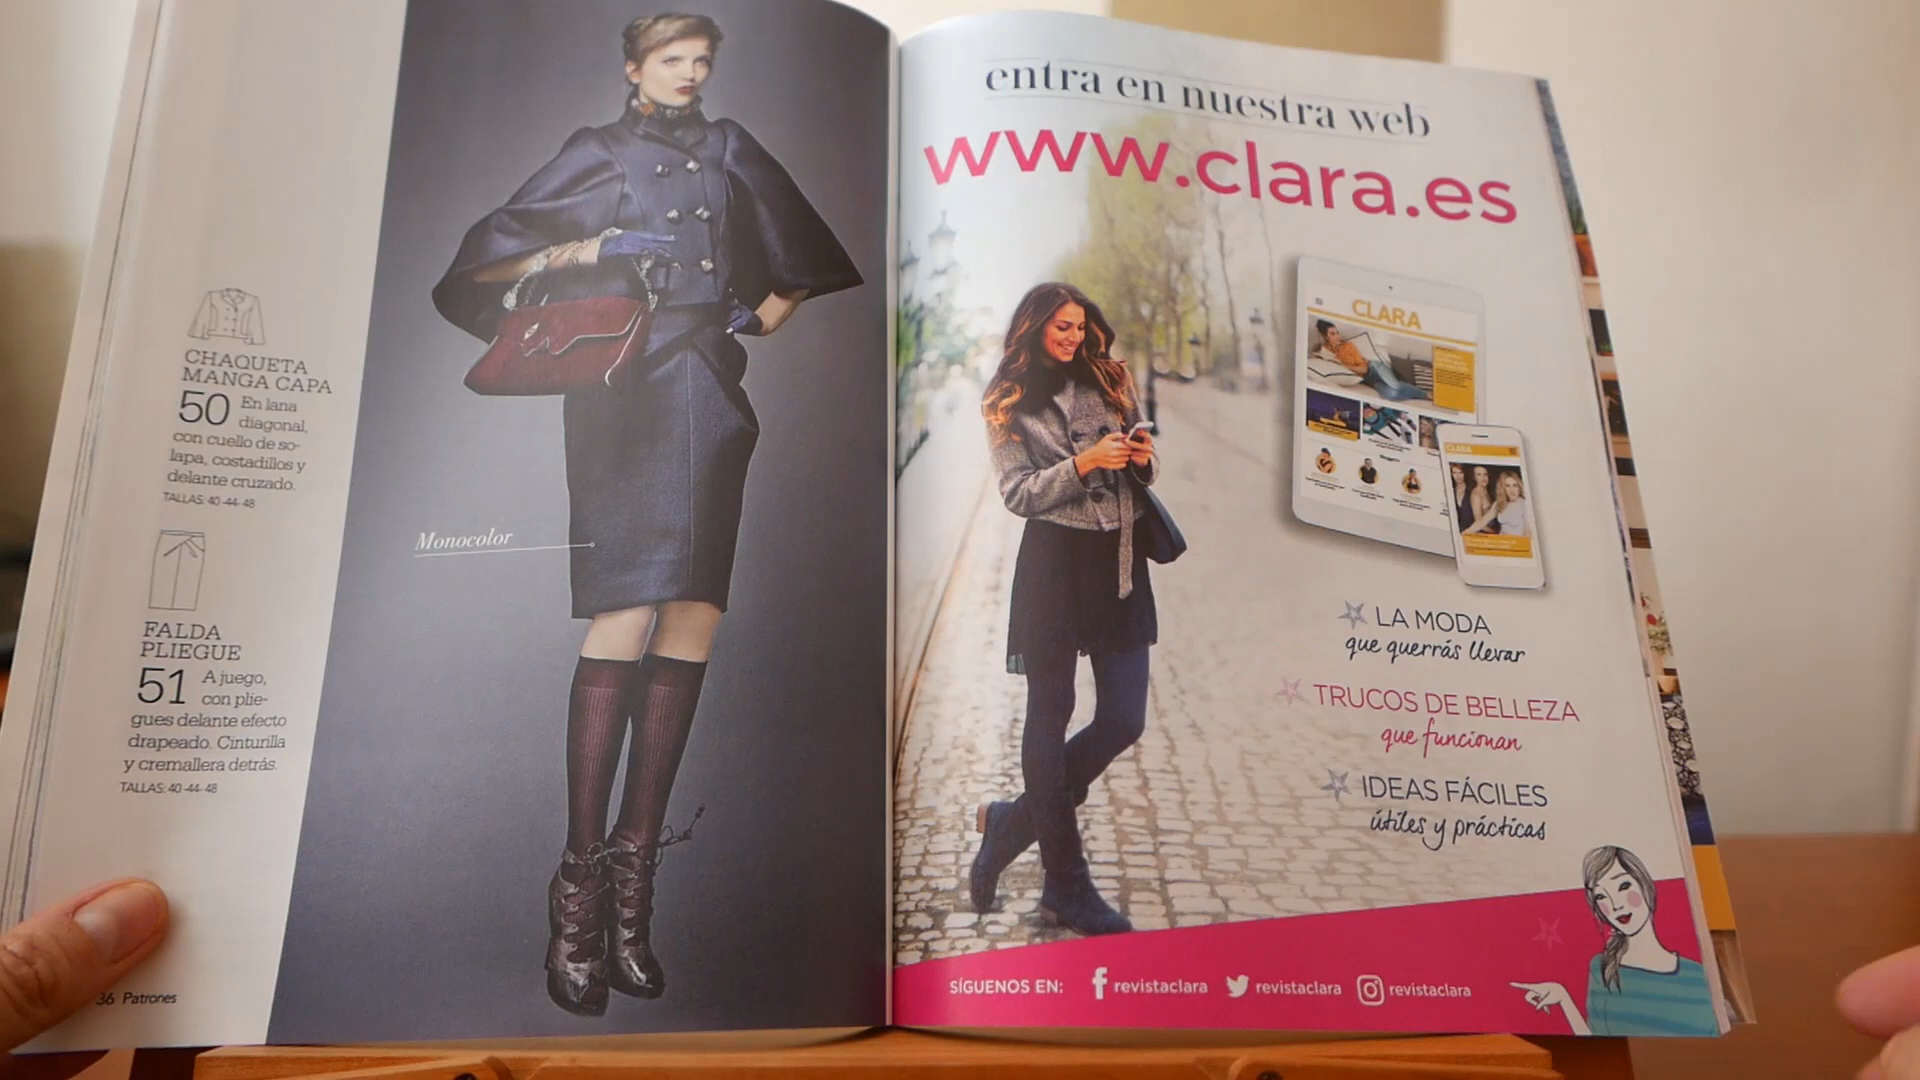 CHAQUETA
MANGA CAPA
50 En lana
diagonal,
con cuello de so-
lapa, costadillos y
delante cruzado.
TALLAS: 40-44-48
FALDA
PLIEGUE
51 A juego,
con plie-
gues delante efecto
drapeado. Cinturilla
y cremallera detrás.
TALLAS: 40-44-48
36 Patrones
Monocolor
entra en nuestra web
www.clara.es
CLARA
CLARA
LA MODA
que querrás llevar
TRUCOS DE BELLEZA
que funcionan
IDEAS FÁCILES
útiles y prácticas
SÍGUENOS EN: revistaclara revistaclara revistaclara